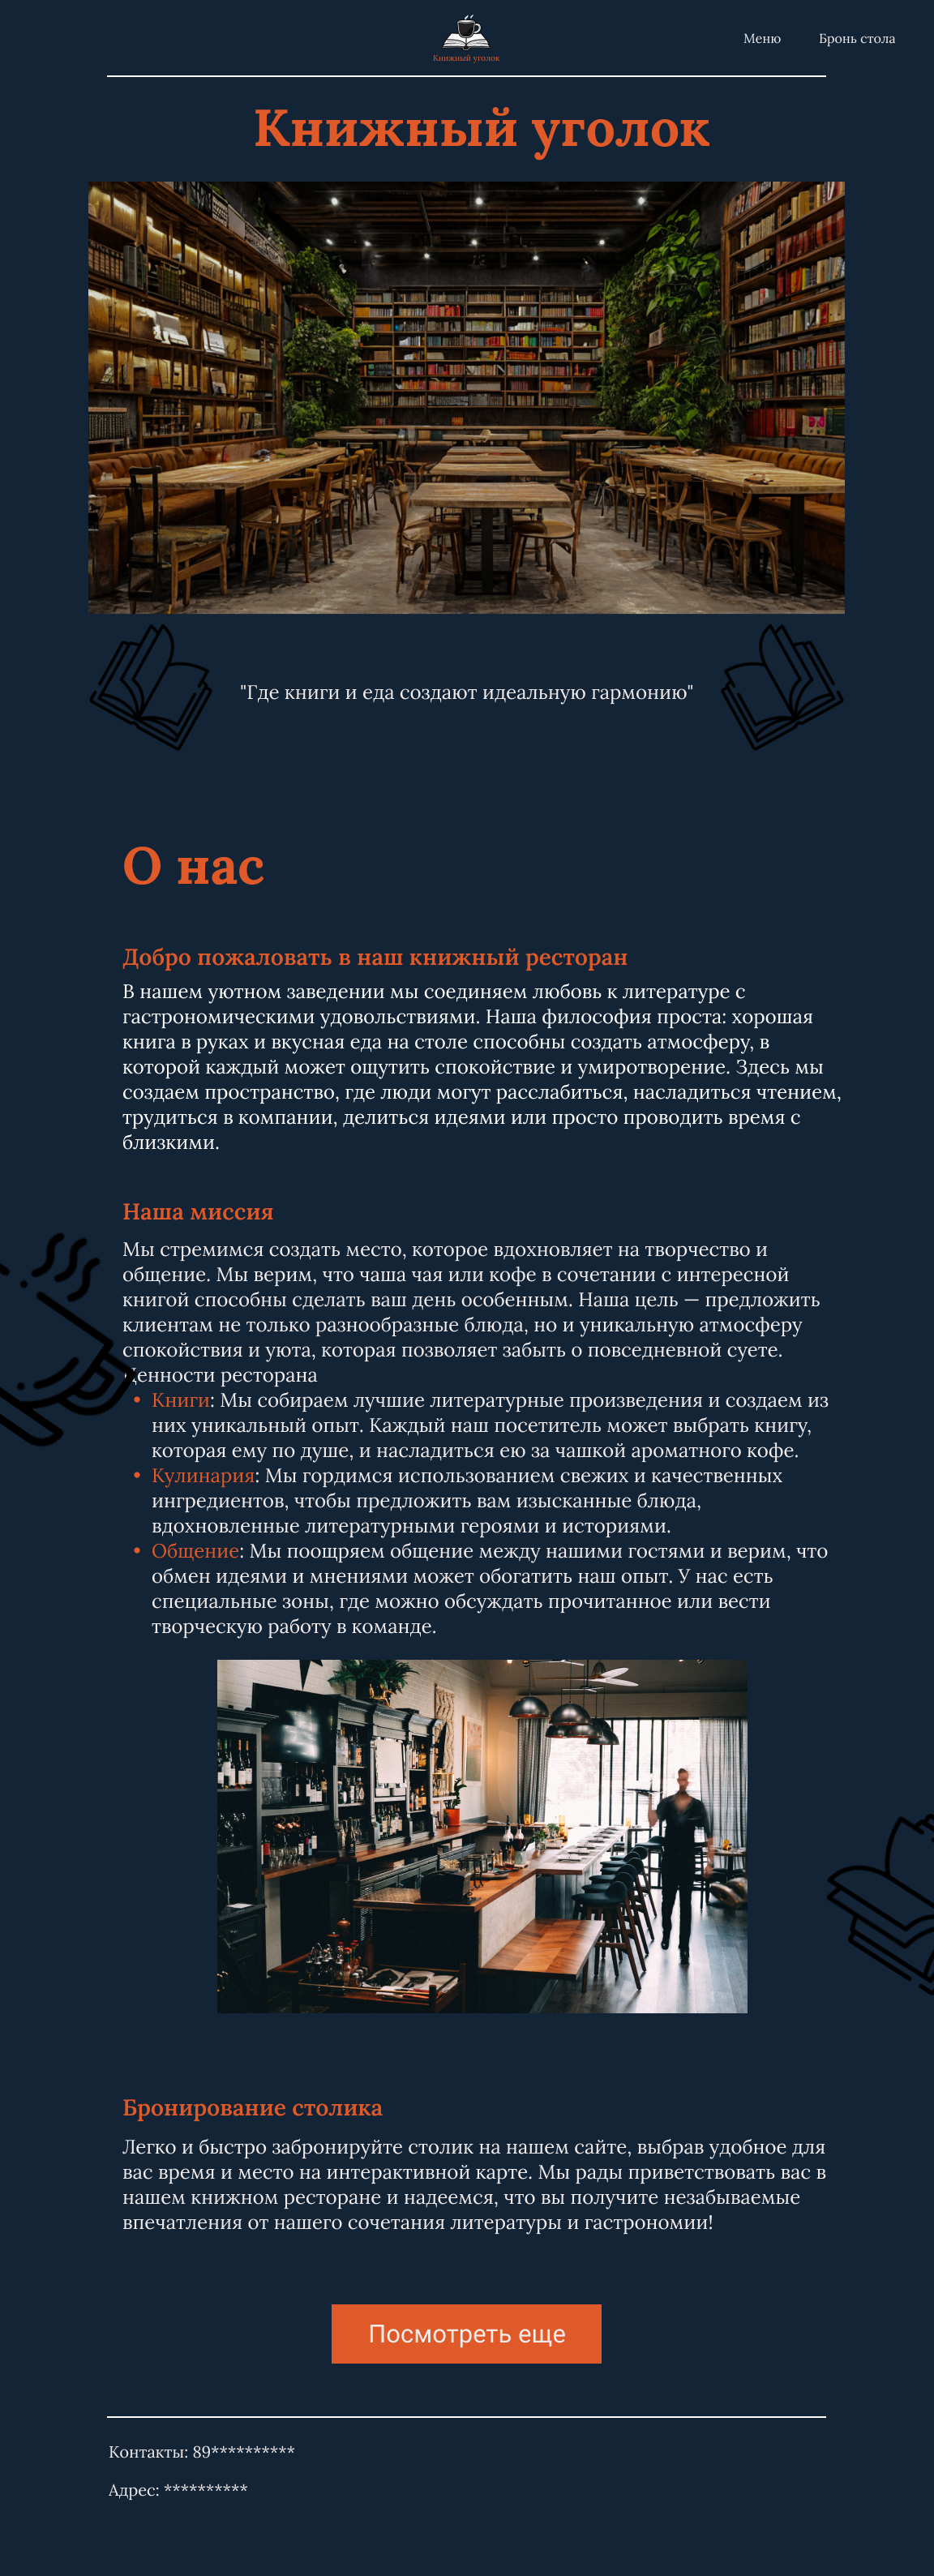 Книжный уголок
Меню
Бронь стола
Книжный уголок
"Где книги и еда создают идеальную гармонию"
О нас
Добро пожаловать в наш книжный ресторан
В нашем уютном заведении мы соединяем любовь к литературе с
гастрономическими удовольствиями. Наша философия проста: хорошая
книга в руках и вкусная еда на столе способны создать атмосферу, в
которой каждый может ощутить спокойствие и умиротворение. Здесь мы
создаем пространство, где люди могут расслабиться, насладиться чтением,
трудиться в компании, делиться идеями или просто проводить время с
близкими.
Наша миссия
Мы стремимся создать место, которое вдохновляет на творчество и
общение. Мы верим, что чаша чая или кофе в сочетании с интересной
книгой способны сделать ваш день особенным. Наша цель — предложить
клиентам не только разнообразные блюда, но и уникальную атмосферу
спокойствия и уюта, которая позволяет забыть о повседневной суете.
Ценности ресторана
• Книги: Мы собираем лучшие литературные произведения и создаем из
них уникальный опыт. Каждый наш посетитель может выбрать книгу,
которая ему по душе, и насладиться ею за чашкой ароматного кофе.
• Кулинария: Мы гордимся использованием свежих и качественных
ингредиентов, чтобы предложить вам изысканные блюда,
вдохновленные литературными героями и историями.
• Общение: Мы поощряем общение между нашими гостями и верим, что
обмен идеями и мнениями может обогатить наш опыт. У нас есть
специальные зоны, где можно обсуждать прочитанное или вести
творческую работу в команде.
Бронирование столика
Легко и быстро забронируйте столик на нашем сайте, выбрав удобное для
вас время и место на интерактивной карте. Мы рады приветствовать вас в
нашем книжном ресторане и надеемся, что вы получите незабываемые
впечатления от нашего сочетания литературы и гастрономии!
Посмотреть еще
Контакты: 89**********
Адрес: **********